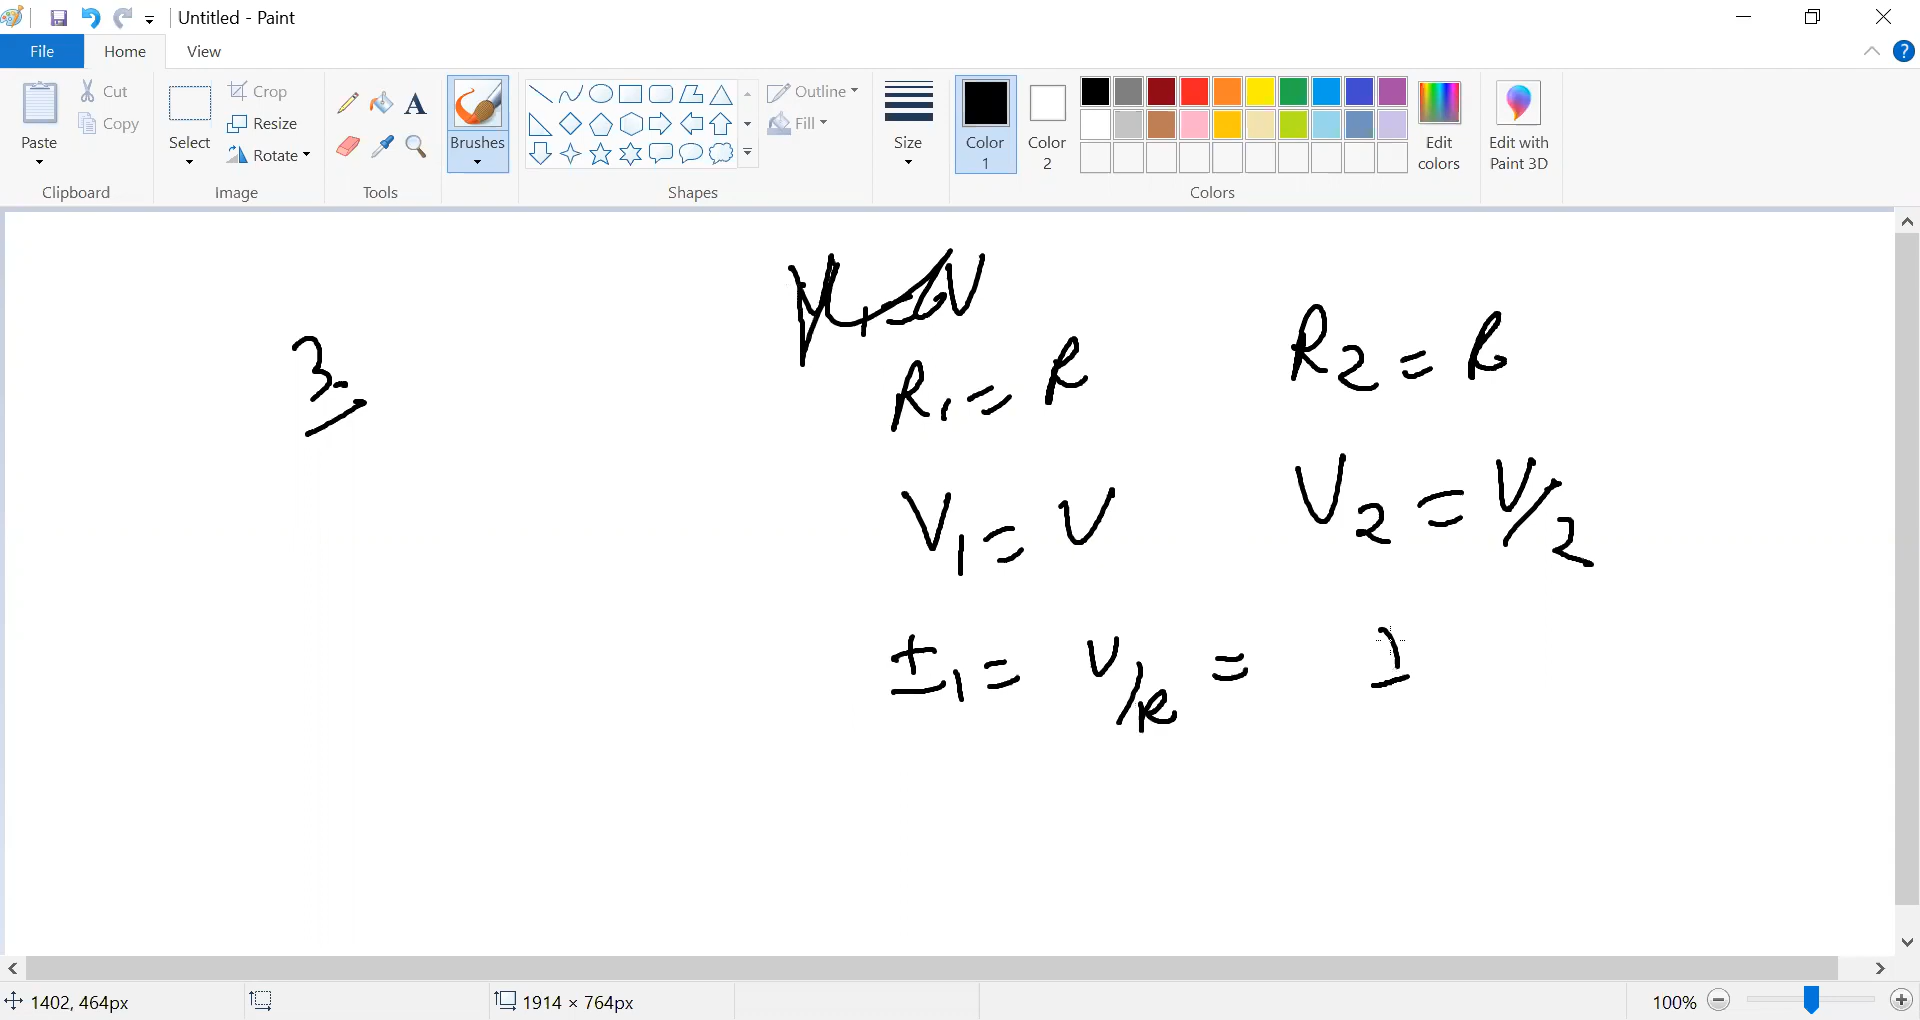 Untitled - Paint
File Home View
Paste Cut Copy Clipboard
Select Crop Resize Rotate Image
Tools
Brushes
Shapes
Outline Fill
Size
Color 1 Color 2
Edit colors
Colors
Edit with Paint 3D
3.
R1 = R R2 = R
V1 = V V2 = V/2
I1 = V/R = I
1402, 464px 1914 × 764px 100%